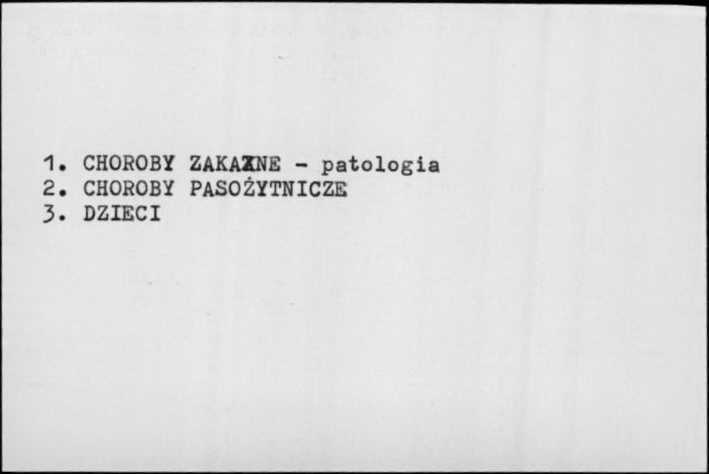 1. CHOROBY ZAKAŹNE - patologia
2. CHOROBY PASOŻYTNICZE
3. DZIECI